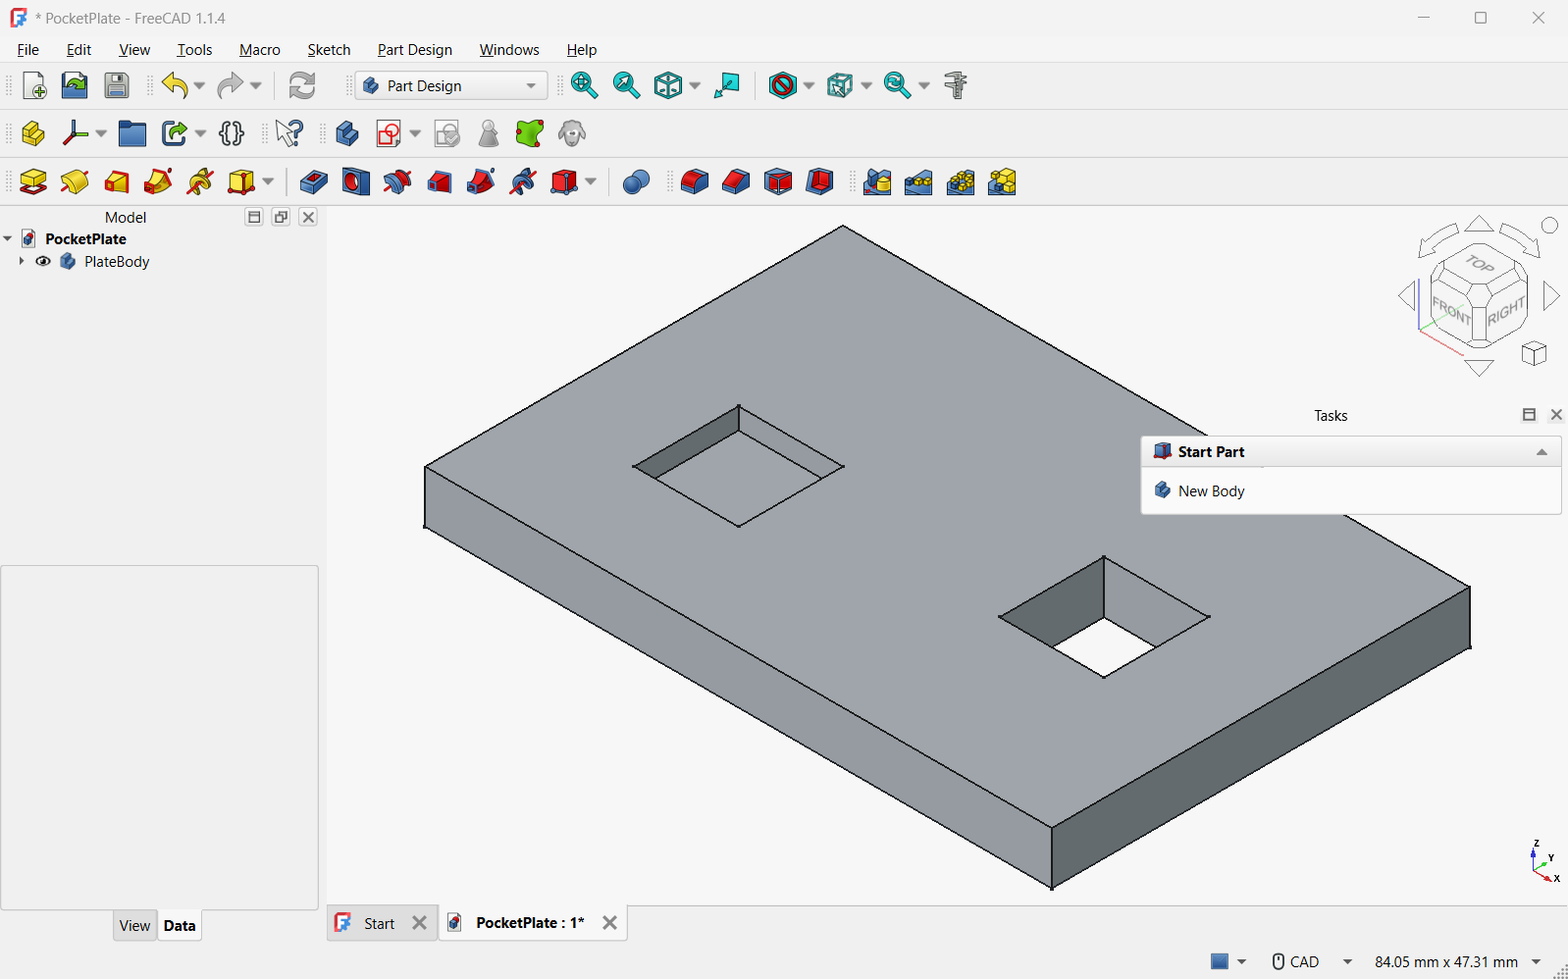 * PocketPlate - FreeCAD 1.1.4
File Edit View Tools Macro Sketch Part Design Windows Help
Part Design
Model
PocketPlate
PlateBody
TOP
FRONT
RIGHT
Tasks
Start Part
New Body
Z
Y
X
View Data
Start PocketPlate : 1*
CAD 84.05 mm x 47.31 mm